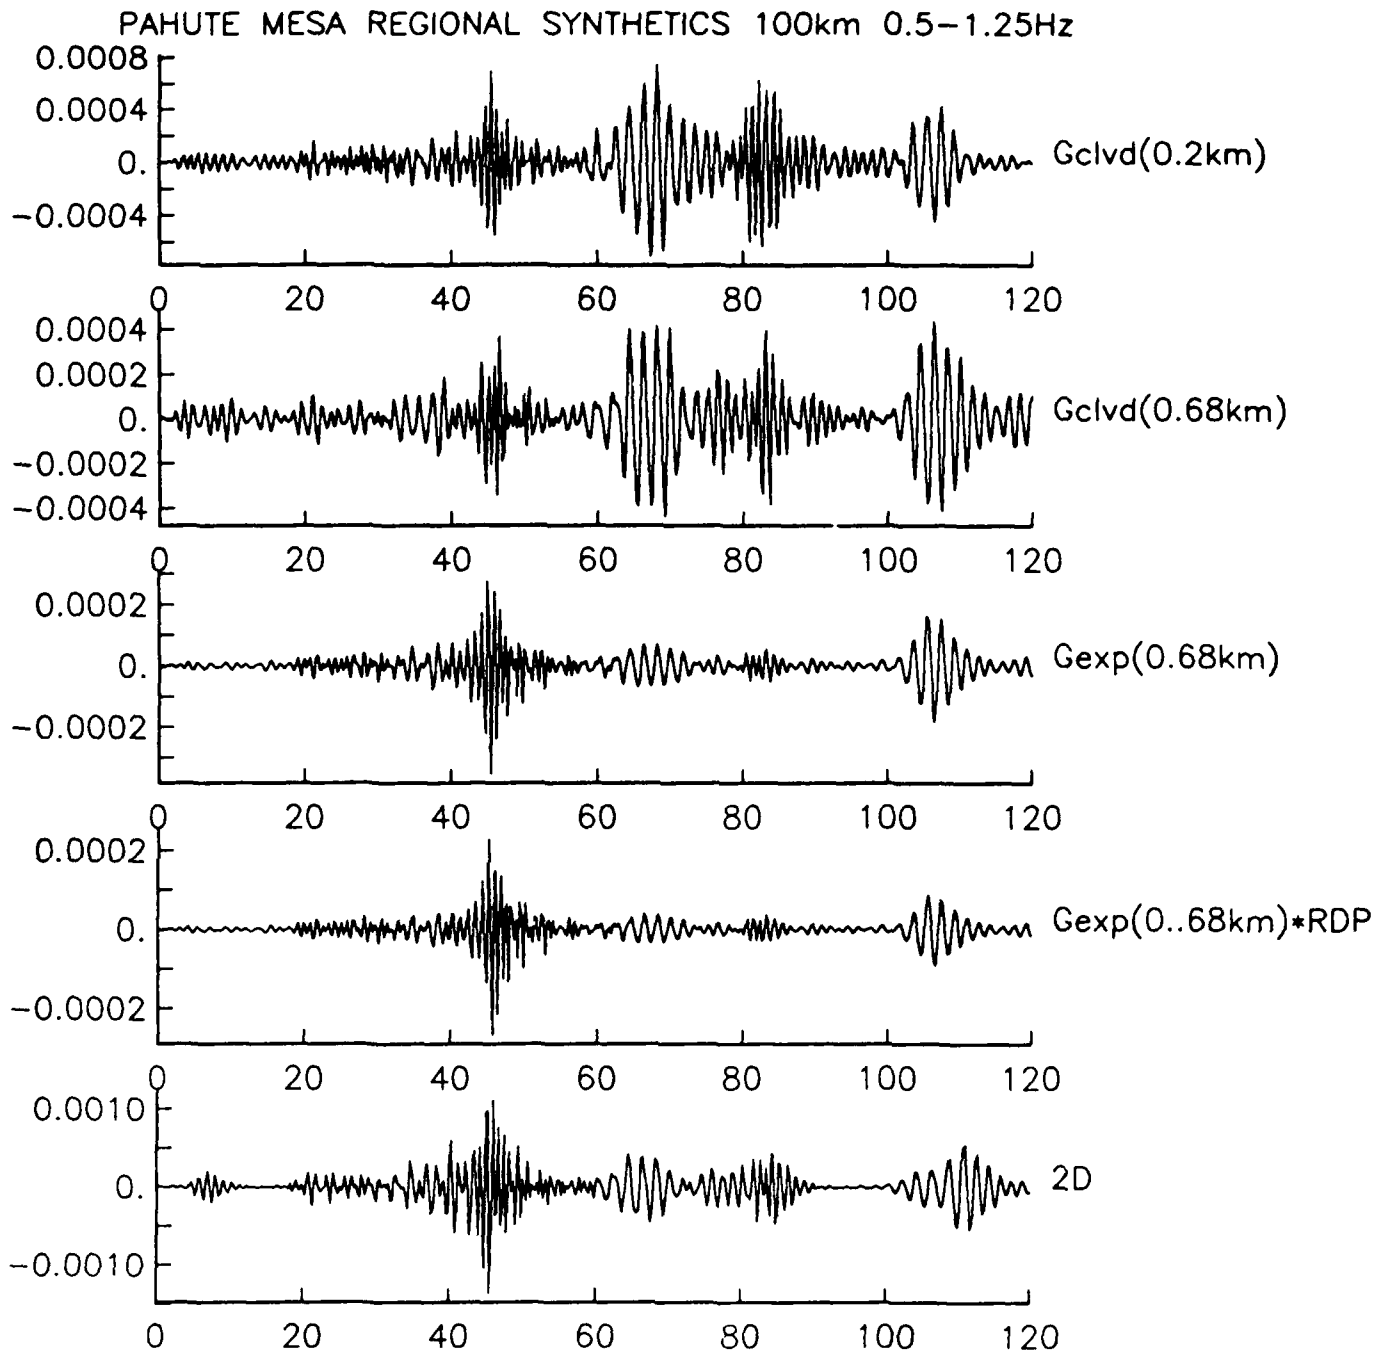 PAHUTE MESA REGIONAL SYNTHETICS 100km 0.5-1.25Hz
0.0008
0.0004
0.
-0.0004
Gclvd(0.2km)
0 20 40 60 80 100 120
0.0004
0.0002
0.
-0.0002
-0.0004
Gclvd(0.68km)
0 20 40 60 80 100 120
0.0002
0.
-0.0002
Gexp(0.68km)
0 20 40 60 80 100 120
0.0002
0.
-0.0002
Gexp(0..68km)*RDP
0 20 40 60 80 100 120
0.0010
0.
-0.0010
2D
0 20 40 60 80 100 120